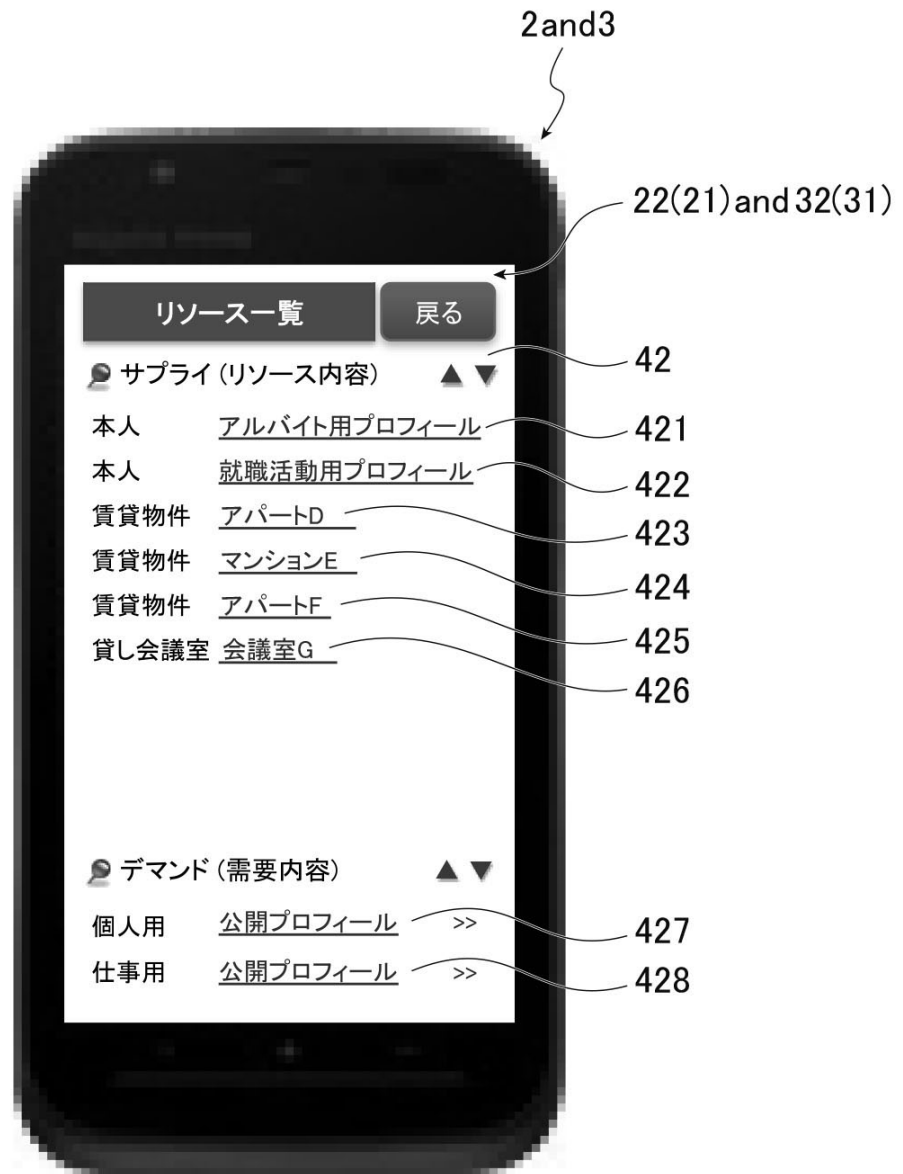 2and3
22(21)and32(31)
リソース一覧 戻る
サプライ(リソース内容) ▲ ▼ 42
本人 アルバイト用プロフィール 421
本人 就職活動用プロフィール 422
賃貸物件 アパートD 423
賃貸物件 マンションE 424
賃貸物件 アパートF 425
貸し会議室 会議室G 426
デマンド(需要内容) ▲ ▼
個人用 公開プロフィール >> 427
仕事用 公開プロフィール >> 428